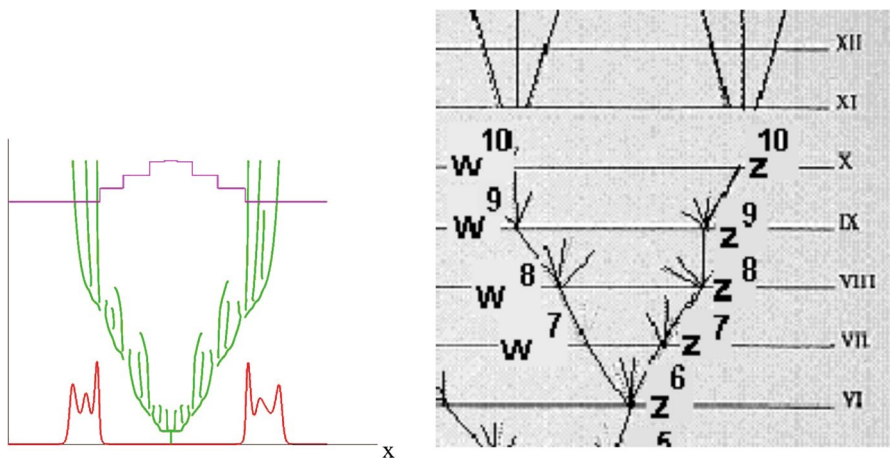 x
XII
XI
w10 z10 X
w9 z9 IX
w8 z8 VIII
w7 z7 VII
z6 VI
5